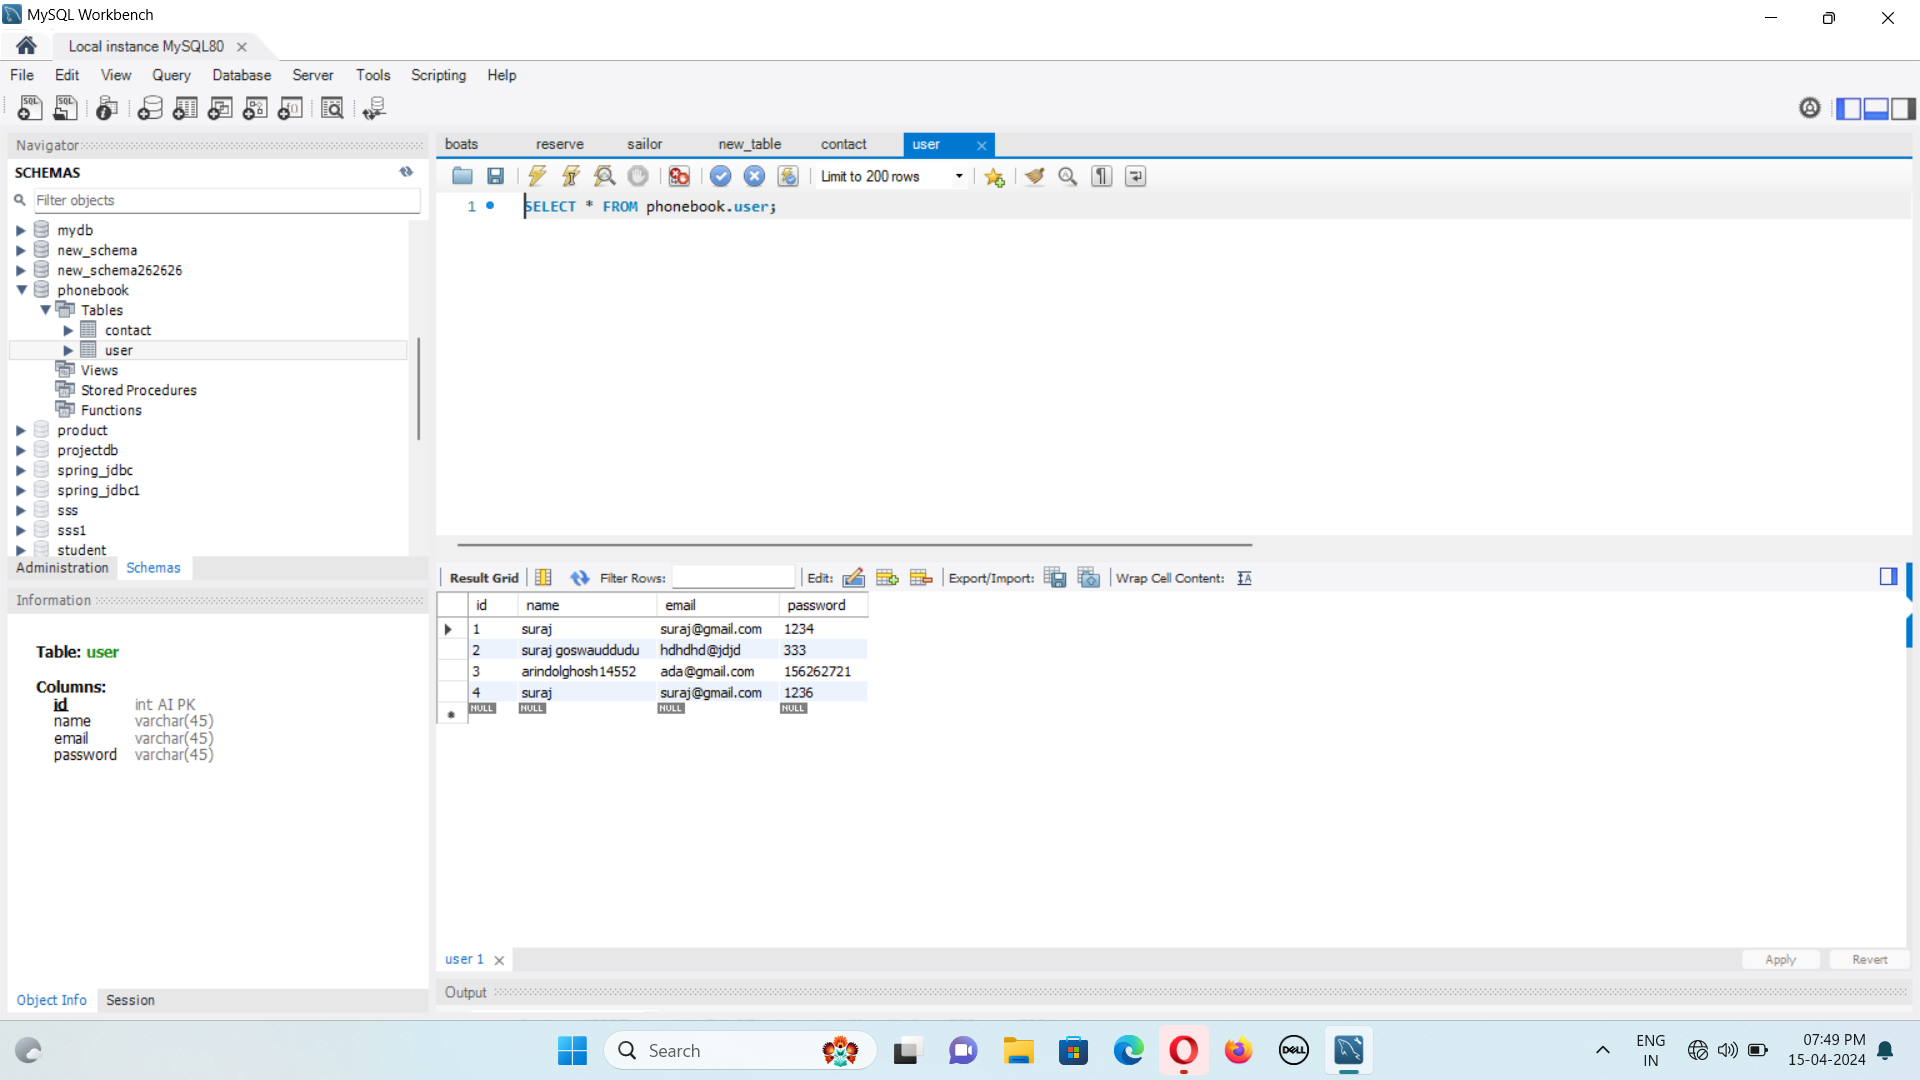 MySQL Workbench
Local instance MySQL80
File Edit View Query Database Server Tools Scripting Help
Navigator
SCHEMAS
Filter objects
mydb
new_schema
new_schema262626
phonebook
Tables
contact
user
Views
Stored Procedures
Functions
product
projectdb
spring_jdbc
spring_jdbc1
sss
sss1
student
Administration Schemas
Information
Table: user
Columns:
id int AI PK
name varchar(45)
email varchar(45)
password varchar(45)
Object Info Session
boats reserve sailor new_table contact user
Limit to 200 rows
1 SELECT * FROM phonebook.user;
Result Grid Filter Rows: Edit: Export/Import: Wrap Cell Content:
id name email password
1 suraj suraj@gmail.com 1234
2 suraj goswauddudu hdhdhd@jdjd 333
3 arindolghosh14552 ada@gmail.com 156262721
4 suraj suraj@gmail.com 1236
NULL NULL NULL NULL
user 1
Apply Revert
Output
Search
DELL
ENG
IN
07:49 PM
15-04-2024